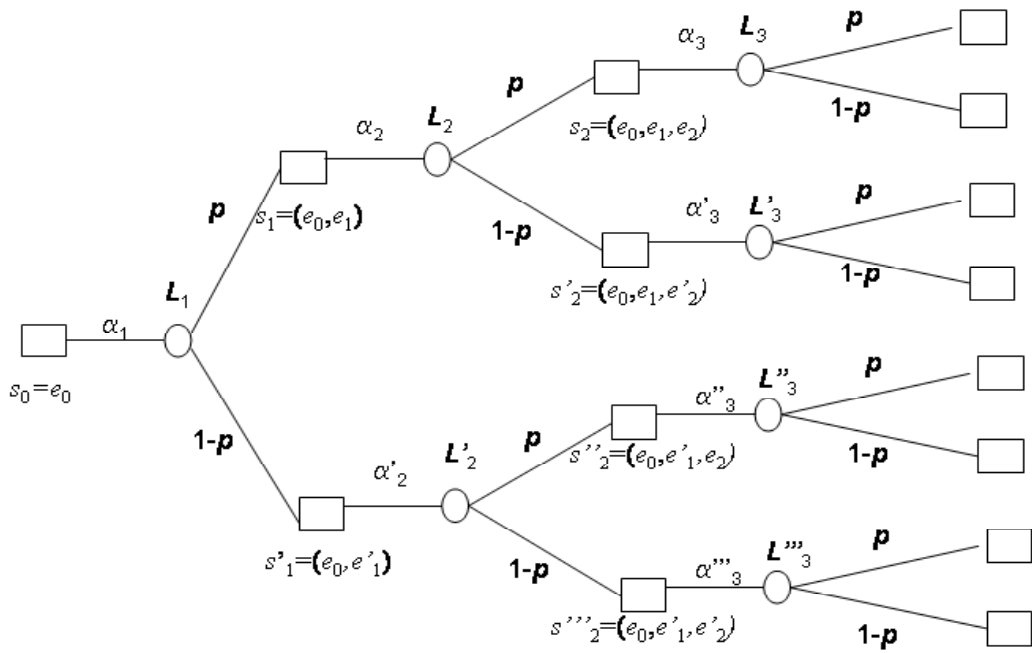 p
α₃ L₃
1-p
p
s₂=(e₀,e₁,e₂)
α₂ L₂
p
α'₃ L'₃
p s₁=(e₀,e₁)
1-p
1-p
s'₂=(e₀,e₁,e'₂)
L₁
α₁
s₀=e₀
p
α''₃ L''₃
1-p
p
α'₂ L'₂
s''₂=(e₀,e'₁,e₂)
1-p
p
s'₁=(e₀,e'₁)
1-p
α'''₃ L'''₃
s'''₂=(e₀,e'₁,e'₂)
1-p